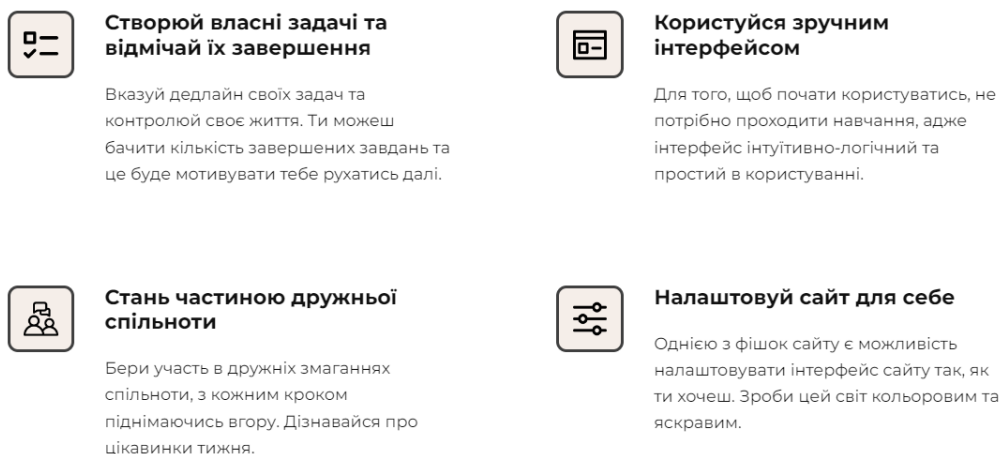 Створюй власні задачі та
відмічай їх завершення
Вказуй дедлайн своїх задач та
контролюй своє життя. Ти можеш
бачити кількість завершених завдань та
це буде мотивувати тебе рухатись далі.
Користуйся зручним
інтерфейсом
Для того, щоб почати користуватись, не
потрібно проходити навчання, адже
інтерфейс інтуїтивно-логічний та
простий в користуванні.
Стань частиною дружньої
спільноти
Бери участь в дружніх змаганнях
спільноти, з кожним кроком
піднімаючись вгору. Дізнавайся про
цікавинки тижня.
Налаштовуй сайт для себе
Однією з фішок сайту є можливість
налаштовувати інтерфейс сайту так, як
ти хочеш. Зроби цей світ кольоровим та
яскравим.